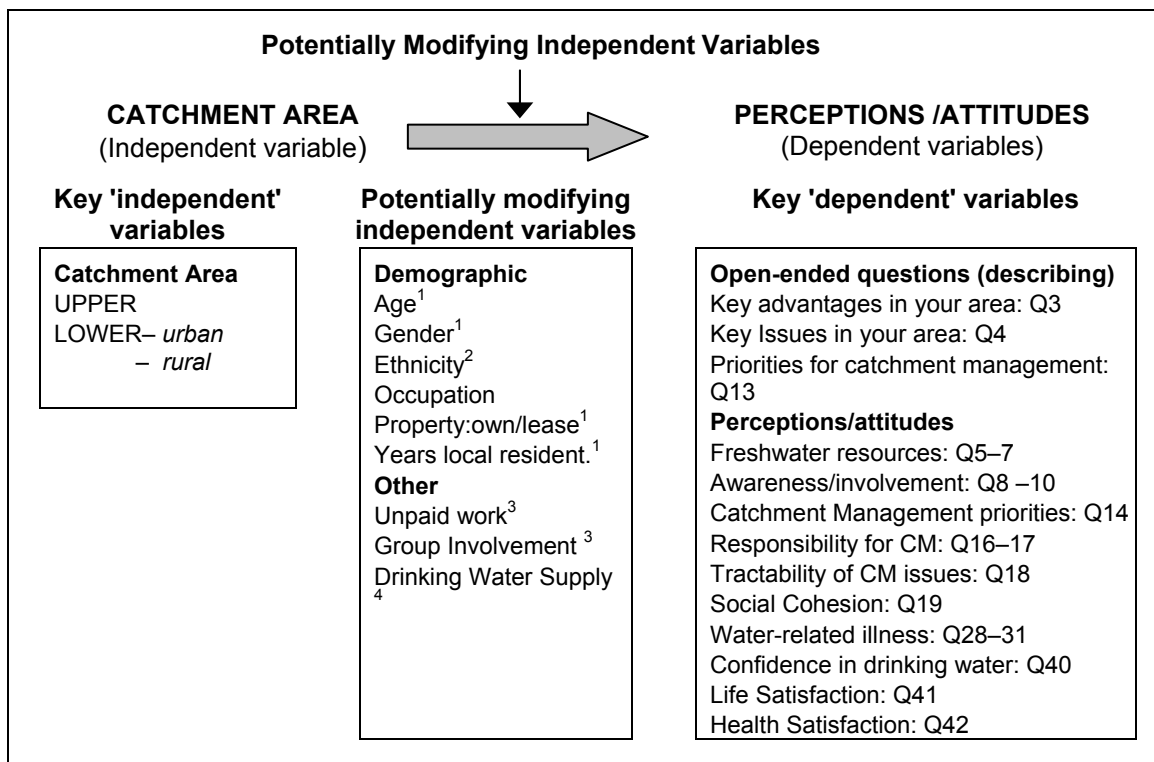 Potentially Modifying Independent Variables
CATCHMENT AREA
(Independent variable)
PERCEPTIONS /ATTITUDES
(Dependent variables)
Key 'independent'
variables
Catchment Area
UPPER
LOWER– urban
– rural
Potentially modifying
independent variables
Demographic
Age1
Gender1
Ethnicity2
Occupation
Property:own/lease1
Years local resident.1
Other
Unpaid work3
Group Involvement 3
Drinking Water Supply
4
Key 'dependent' variables
Open-ended questions (describing)
Key advantages in your area: Q3
Key Issues in your area: Q4
Priorities for catchment management:
Q13
Perceptions/attitudes
Freshwater resources: Q5–7
Awareness/involvement: Q8 –10
Catchment Management priorities: Q14
Responsibility for CM: Q16–17
Tractability of CM issues: Q18
Social Cohesion: Q19
Water-related illness: Q28–31
Confidence in drinking water: Q40
Life Satisfaction: Q41
Health Satisfaction: Q42